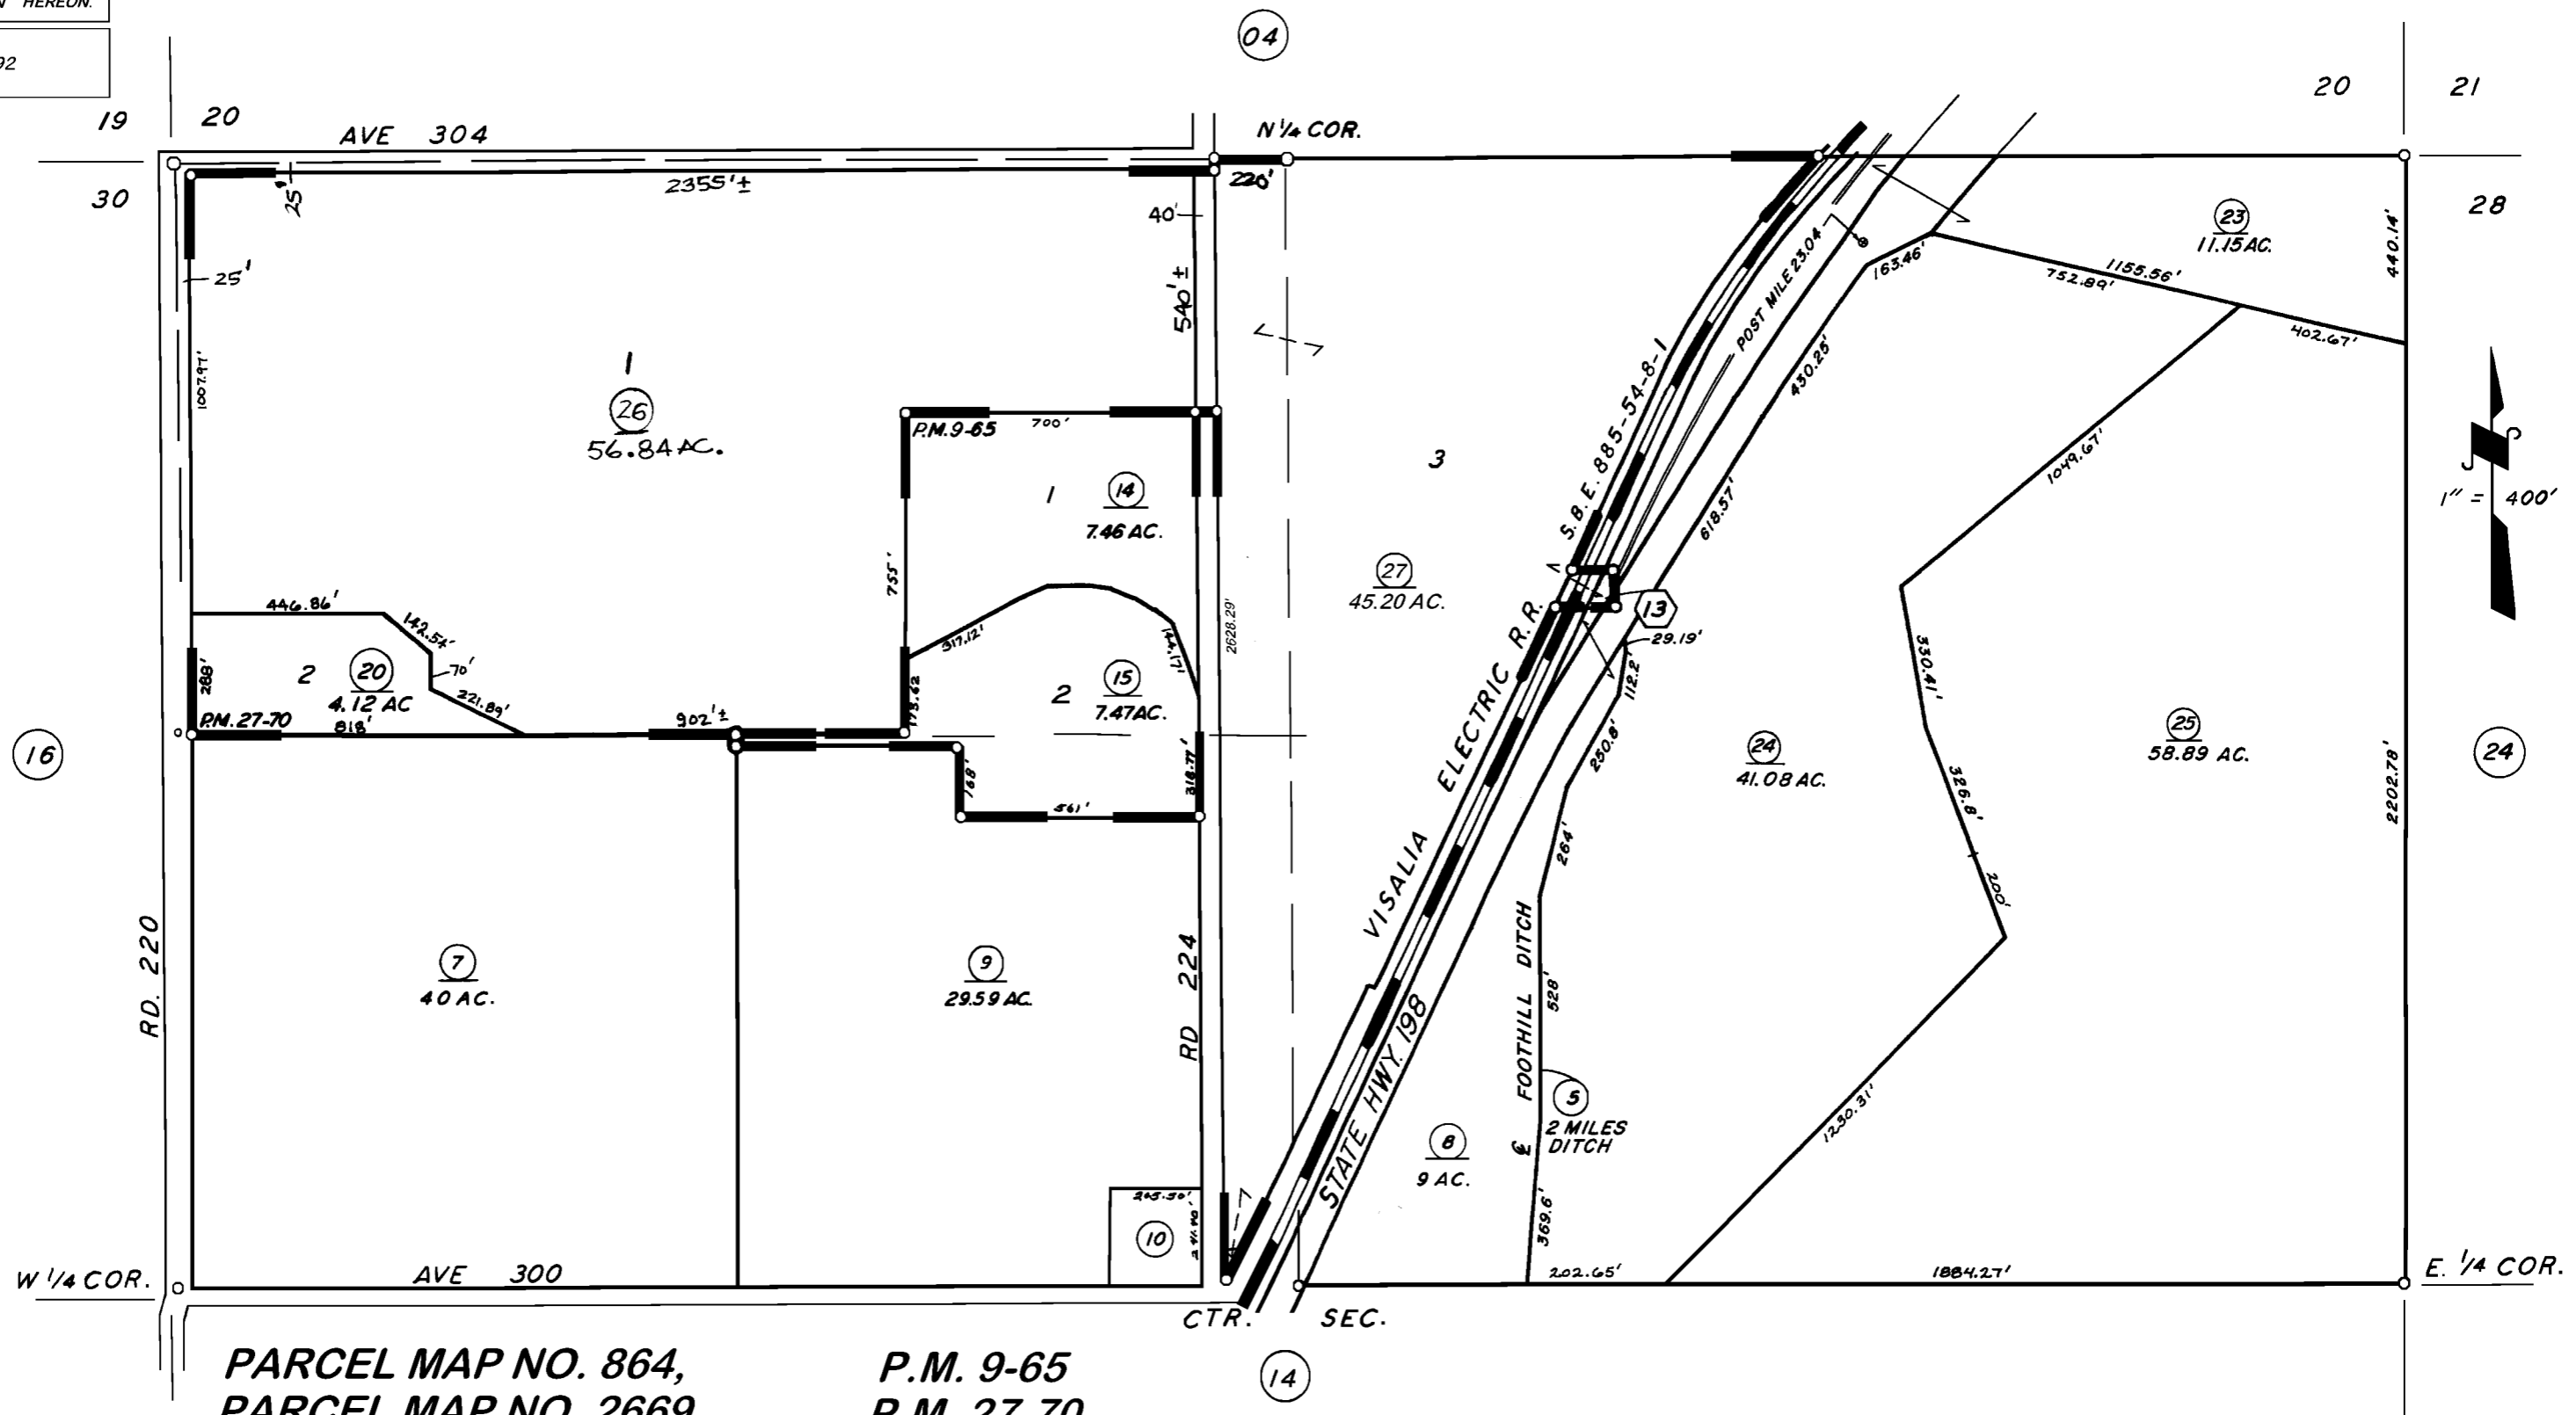 HEREON.
92
04
19
20
AVE 304
N 1/4 COR.
20
21
30
25'
2355'±
220'
40'
28
25'
540'±
1007.97'
1
26
56.84 AC.
P.M. 9-65
700'
1
14
7.46 AC.
755'
317.12'
144.17'
2628.29'
446.86'
142.54'
70'
221.89'
288'
2
20
4.12 AC
P.M. 27-70
818'
902'±
173.62
2
15
7.47 AC.
168'
318.77'
561'
16
3
27
45.20 AC.
S.B.E. 885-54-8-1
POST MILE 23.04
163.46'
430.25'
618.57'
23
11.15 AC.
1155.56'
752.89'
402.67'
440.14'
1" = 400'
1049.67'
13
29.19'
112.2'
250.8'
264'
24
41.08 AC.
330.41'
326.8'
200'
25
58.89 AC.
2202.78'
24
VISALIA ELECTRIC R.R.
RD. 220
7
40 AC.
9
29.59 AC.
RD 224
STATE HWY. 198
FOOTHILL DITCH
528'
5
2 MILES
DITCH
8
9 AC.
369.6'
1230.31'
10
W 1/4 COR.
AVE 300
202.65'
1884.27'
E. 1/4 COR.
CTR. SEC.
PARCEL MAP NO. 864, P.M. 9-65
PARCEL MAP NO. 2669 P.M. 27-70
14